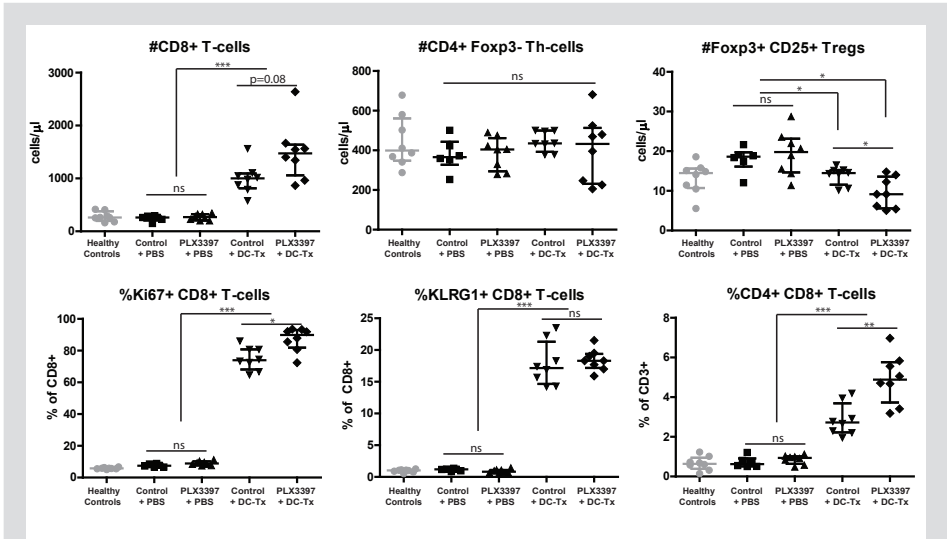 #CD8+ T-cells
***
p=0.08
ns
cells/µl
3000
2000
1000
0
Healthy Controls
Control + PBS
PLX3397 + PBS
Control + DC-Tx
PLX3397 + DC-Tx
#CD4+ Foxp3- Th-cells
ns
cells/µl
800
600
400
200
0
Healthy Controls
Control + PBS
PLX3397 + PBS
Control + DC-Tx
PLX3397 + DC-Tx
#Foxp3+ CD25+ Tregs
*
*
ns
*
cells/µl
40
30
20
10
0
Healthy Controls
Control + PBS
PLX3397 + PBS
Control + DC-Tx
PLX3397 + DC-Tx
%Ki67+ CD8+ T-cells
***
*
ns
% of CD8+
100
80
60
40
20
0
Healthy Controls
Control + PBS
PLX3397 + PBS
Control + DC-Tx
PLX3397 + DC-Tx
%KLRG1+ CD8+ T-cells
***
ns
ns
% of CD8+
25
20
15
10
5
0
Healthy Controls
Control + PBS
PLX3397 + PBS
Control + DC-Tx
PLX3397 + DC-Tx
%CD4+ CD8+ T-cells
***
**
ns
% of CD3+
8
6
4
2
0
Healthy Controls
Control + PBS
PLX3397 + PBS
Control + DC-Tx
PLX3397 + DC-Tx